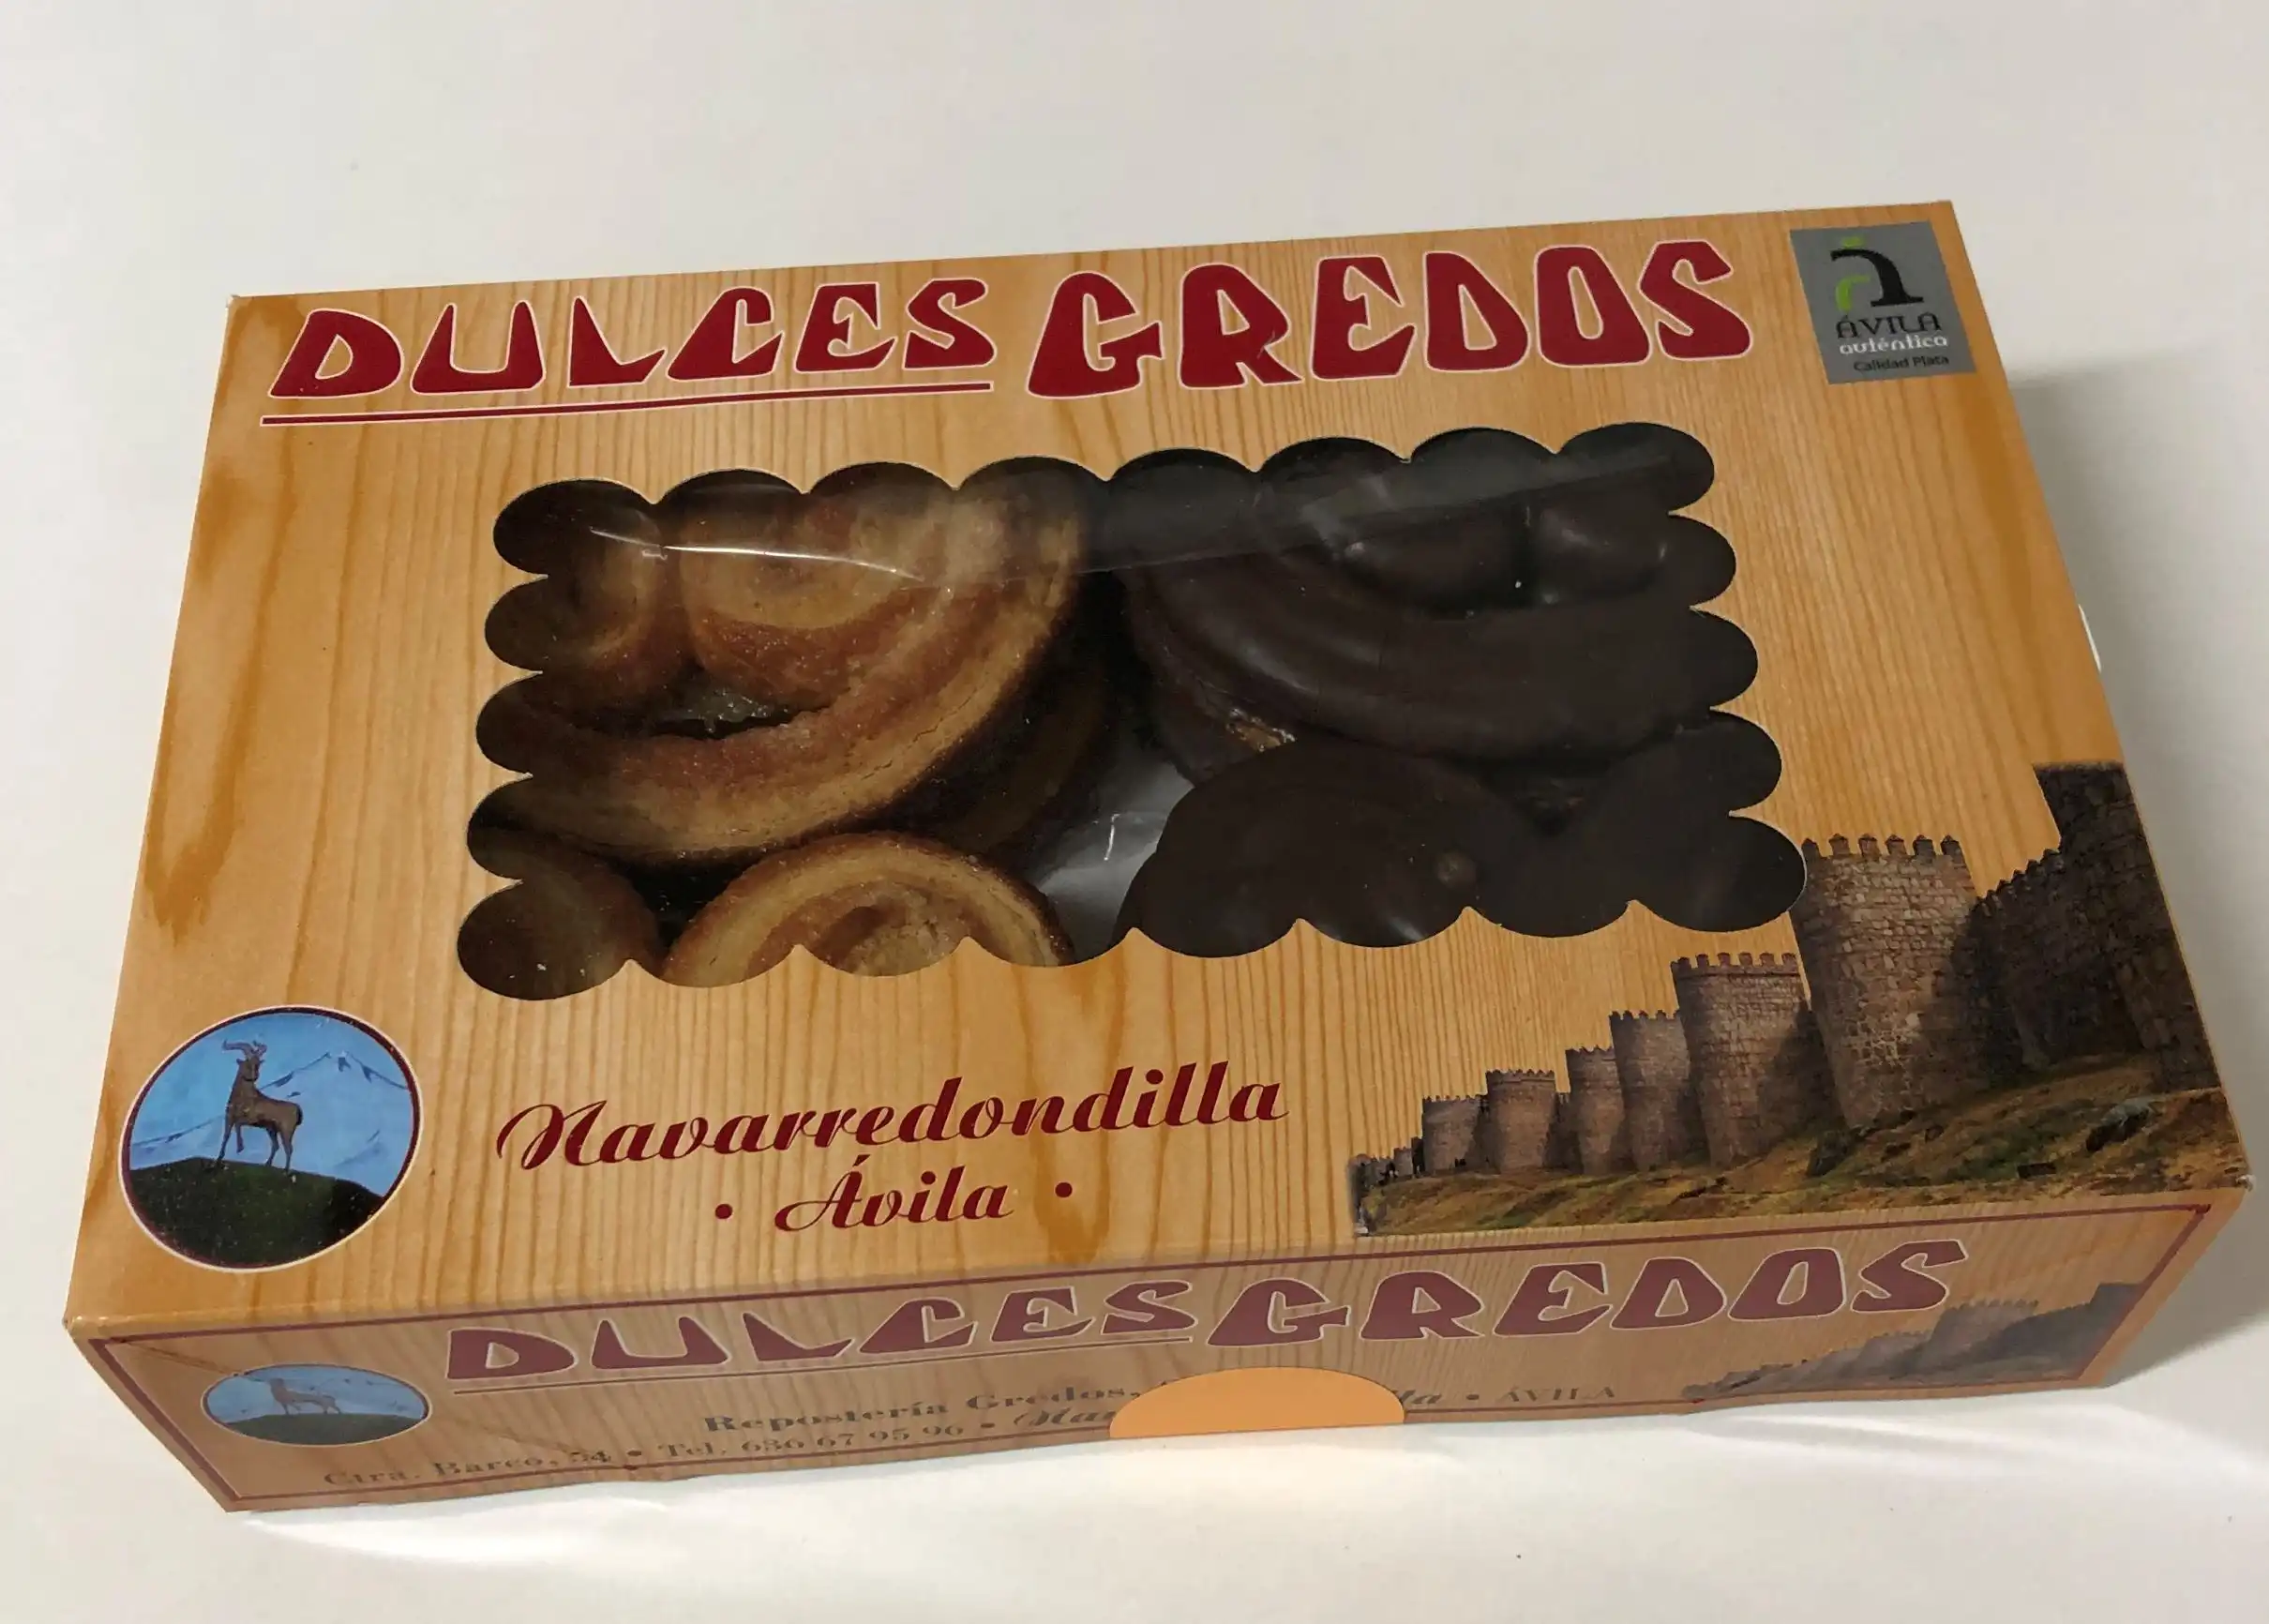 DULCES GREDOS
ÁVILA
auténtica
Calidad Plata
Navarredondilla
• Ávila •
DULCES GREDOS
Repostería Gredos,
Ctra. Barco, 54 • Tel. 636 67 95 96 • • ÁVILA